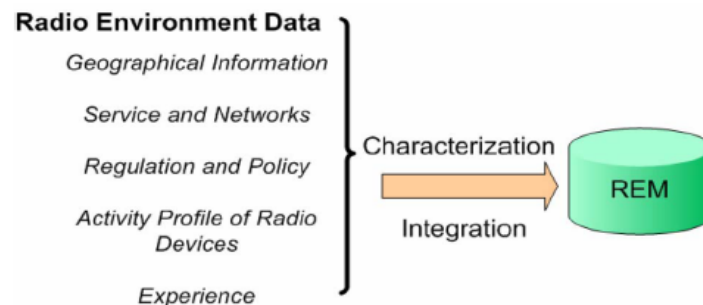 Radio Environment Data
Geographical Information
Service and Networks
Regulation and Policy
Activity Profile of Radio
Devices
Experience
Characterization
Integration
REM